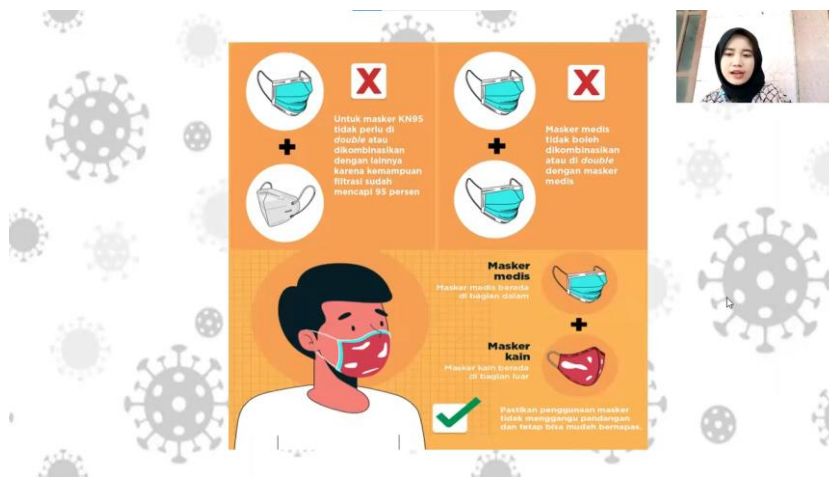 Untuk masker KN95
tidak perlu di
double atau
dikombinasikan
dengan lainnya
karena kemampuan
filtrasi sudah
mencapi 95 persen
Masker medis
tidak boleh
dikombinasikan
atau di double
dengan masker
medis
Masker
medis
Masker medis berada
di bagian dalam
Masker
kain
Masker kain berada
di bagian luar
Pastikan penggunaan masker
tidak menggangu pandangan
dan tetap bisa mudah bernapas.